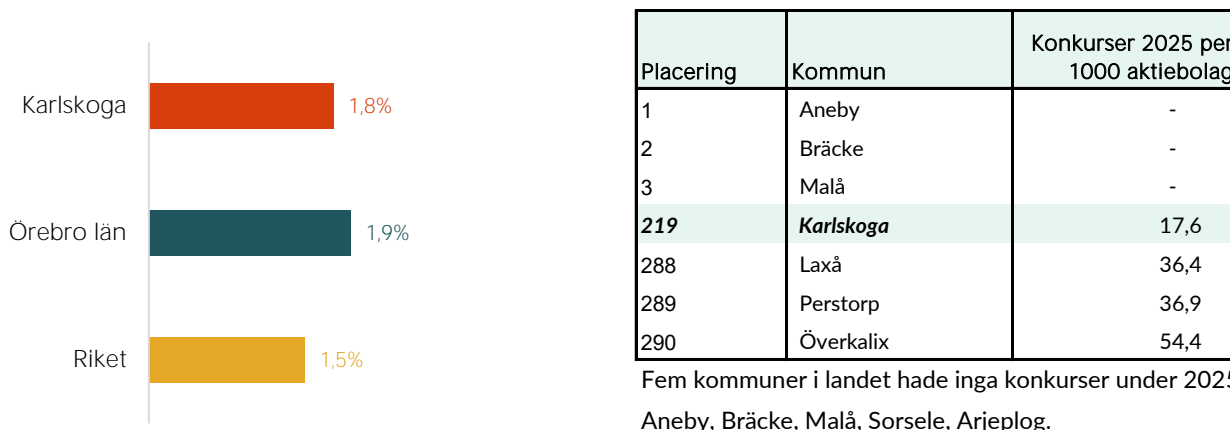 Karlskoga
1,8%
Örebro län
1,9%
Riket
1,5%
Placering Kommun Konkurser 2025 per 1000 aktiebolag
1 Aneby -
2 Bräcke -
3 Malå -
219 Karlskoga 17,6
288 Laxå 36,4
289 Perstorp 36,9
290 Överkalix 54,4
Fem kommuner i landet hade inga konkurser under 2025
Aneby, Bräcke, Malå, Sorsele, Arjeplog.